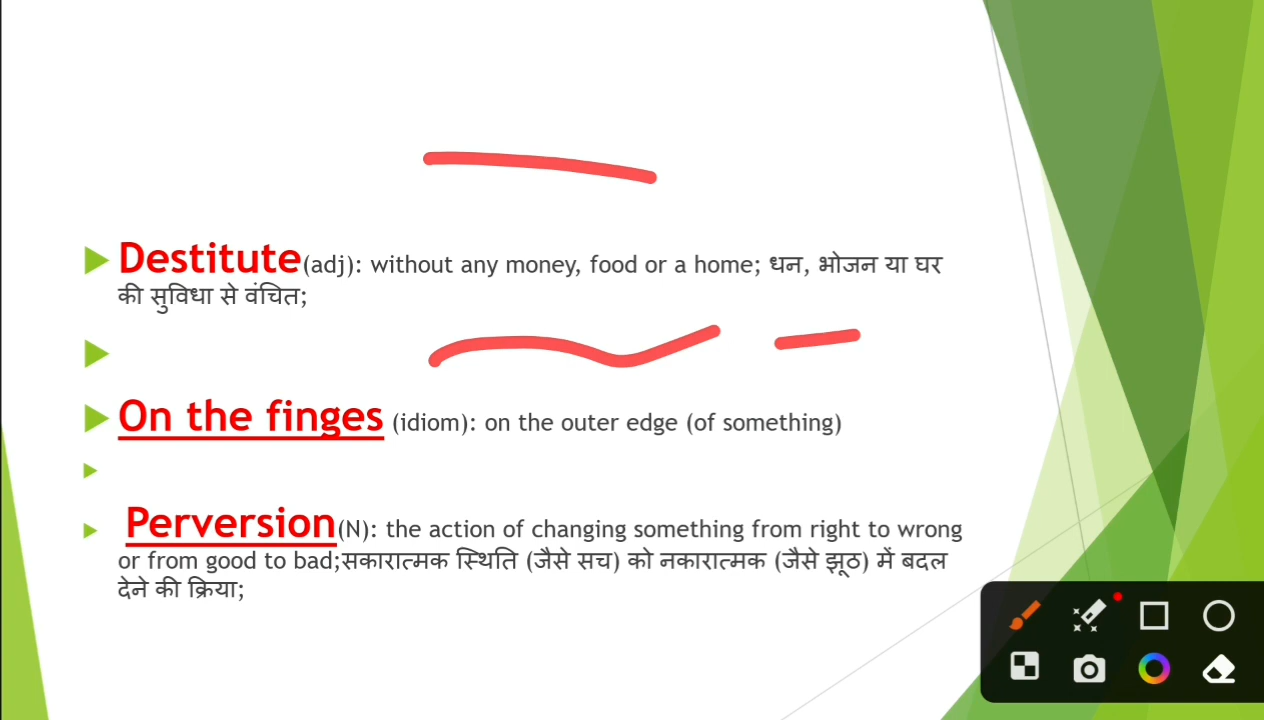 Destitute(adj): without any money, food or a home; धन, भोजन या घर
की सुविधा से वंचित;
On the finges (idiom): on the outer edge (of something)
Perversion(N): the action of changing something from right to wrong
or from good to bad;सकारात्मक स्थिति (जैसे सच) को नकारात्मक (जैसे झूठ) में बदल
देने की क्रिया;